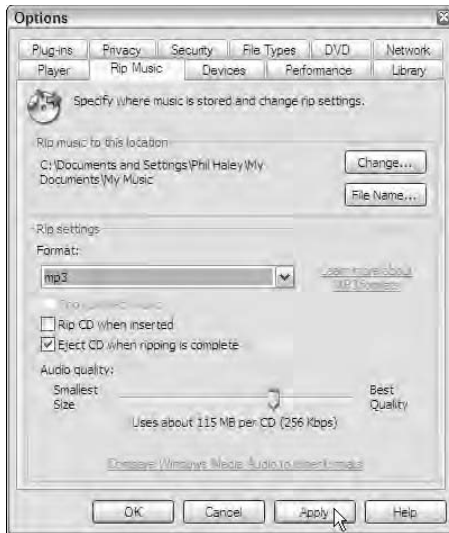 Options
Plug-ins Privacy Security File Types DVD Network
Player Rip Music Devices Performance Library
Specify where music is stored and change rip settings.
Rip music to this location
C:\Documents and Settings\Phil Haley\My
Documents\My Music
Change...
File Name...
Rip settings
Format:
mp3
Learn more about
MP3 formats
Rip CD when inserted
Eject CD when ripping is complete
Audio quality:
Smallest
Size
Best
Quality
Uses about 115 MB per CD (256 Kbps)
Compare Windows Media Audio to other formats
OK Cancel Apply Help